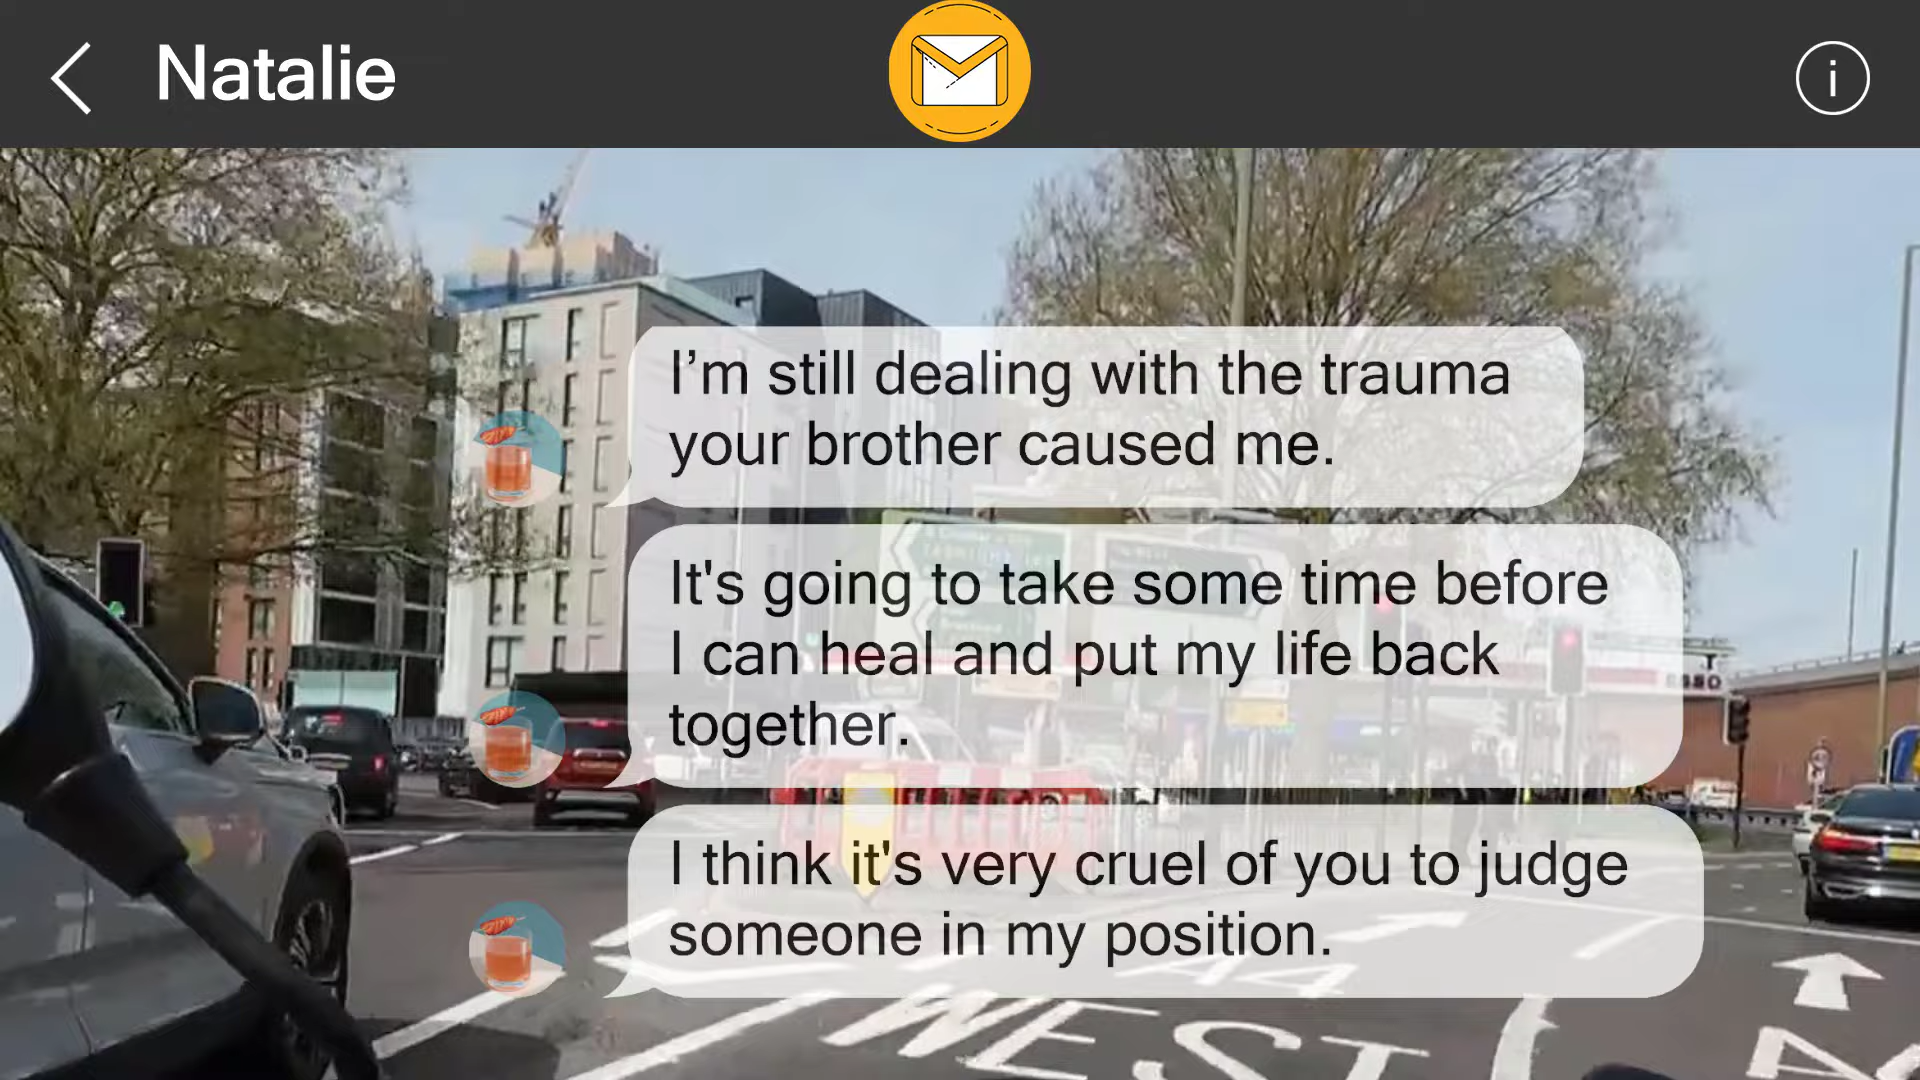 Natalie
i
I’m still dealing with the trauma
your brother caused me.
It's going to take some time before
I can heal and put my life back
together.
I think it's very cruel of you to judge
someone in my position.
A4
WEST